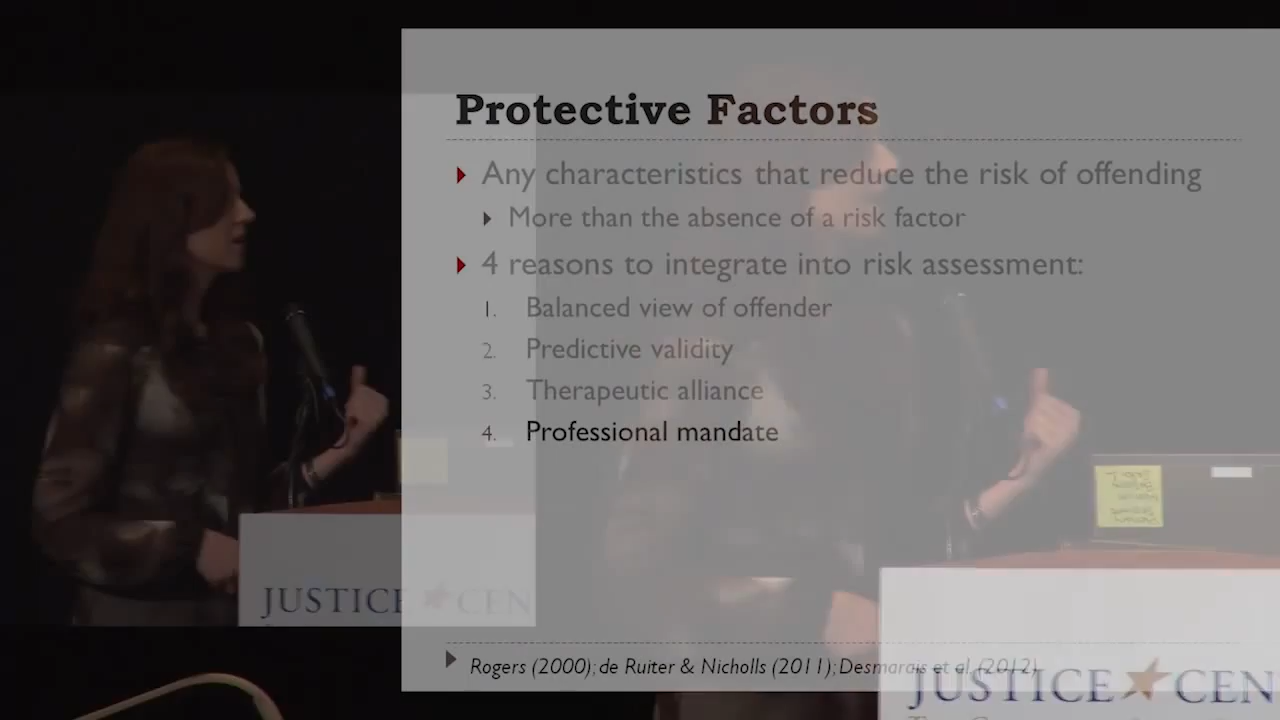 Protective Factors
Any characteristics that reduce the risk of offending
More than the absence of a risk factor
4 reasons to integrate into risk assessment:
1. Balanced view of offender
2. Predictive validity
3. Therapeutic alliance
4. Professional mandate
JUSTICE CEN
Rogers (2000); de Ruiter & Nicholls (2011); Desmarais et al. (2012)
JUSTICE CEN